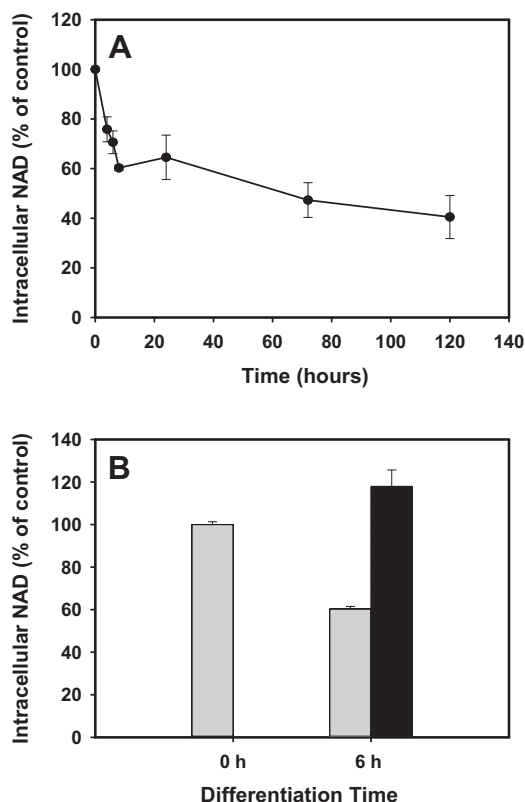 A
Intracellular NAD (% of control)
120
100
80
60
40
20
0
0 20 40 60 80 100 120 140
Time (hours)
B
Intracellular NAD (% of control)
140
120
100
80
60
40
20
0
0 h 6 h
Differentiation Time